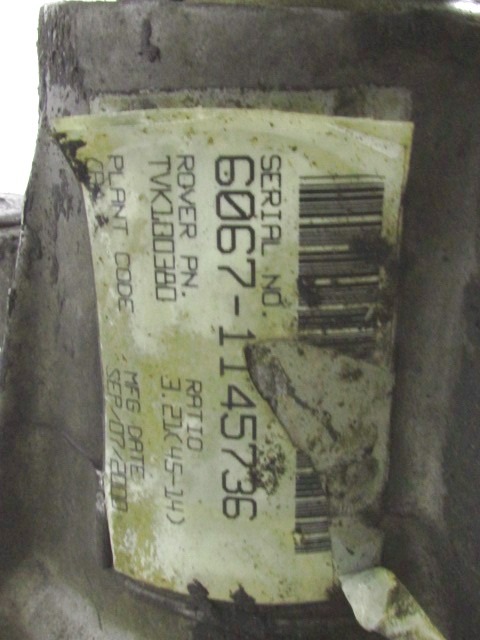 SERIAL NO.
6067-1145736
ROVER PN. RATIO
TVK100380 3.21(45-14)
PLANT CODE : MFG DATE
SEP/07/2000